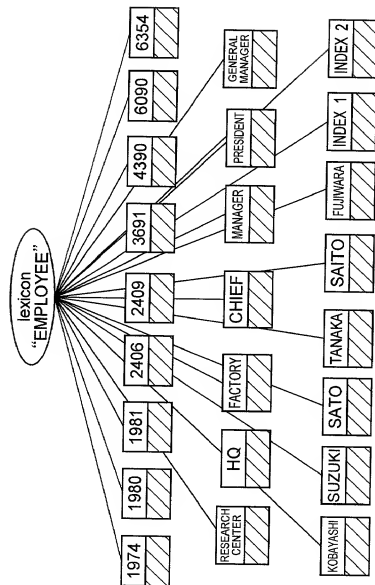 lexicon
"EMPLOYEE"
1974
1980
1981
2406
2409
3691
4390
6090
6354
RESEARCH
CENTER
HQ
FACTORY
CHIEF
MANAGER
PRESIDENT
GENERAL
MANAGER
KOBAYASHI
SUZUKI
SATO
TANAKA
SAITO
FUJIWARA
INDEX 1
INDEX 2